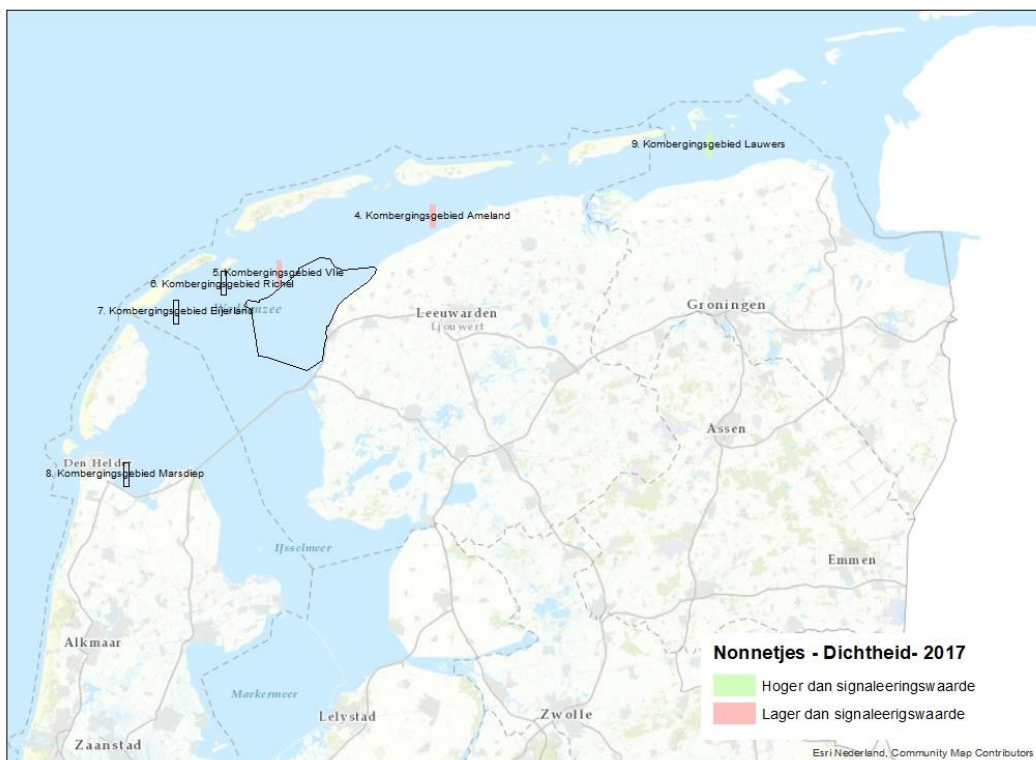 9. Kombergingsgebied Lauwers
4. Kombergingsgebied Ameland
5. Kombergingsgebied Vlie
6. Kombergingsgebied Richel
7. Kombergingsgebied Eijerland
Groningen
Leeuwarden
Ljouwert
Assen
8. Kombergingsgebied Marsdiep
IJsselmeer
Emmen
Alkmaar
Markermeer
Lelystad
Zwolle
Zaanstad
Nonnetjes - Dichtheid- 2017
Hoger dan signaleeringswaarde
Lager dan signaleerigswaarde
Esri Nederland, Community Map Contributors